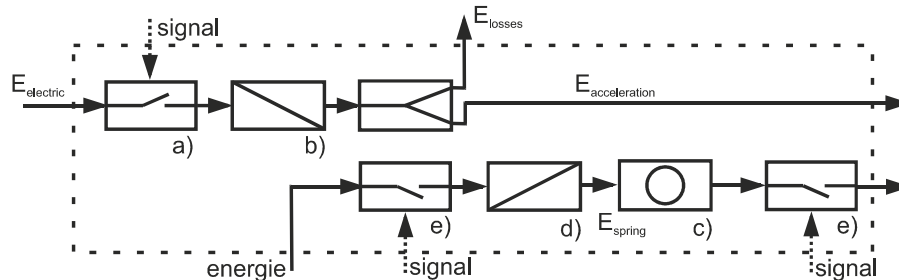 signal
E_losses
E_electric
E_acceleration
a)
b)
e)
d)
E_spring
c)
e)
energie
signal
signal